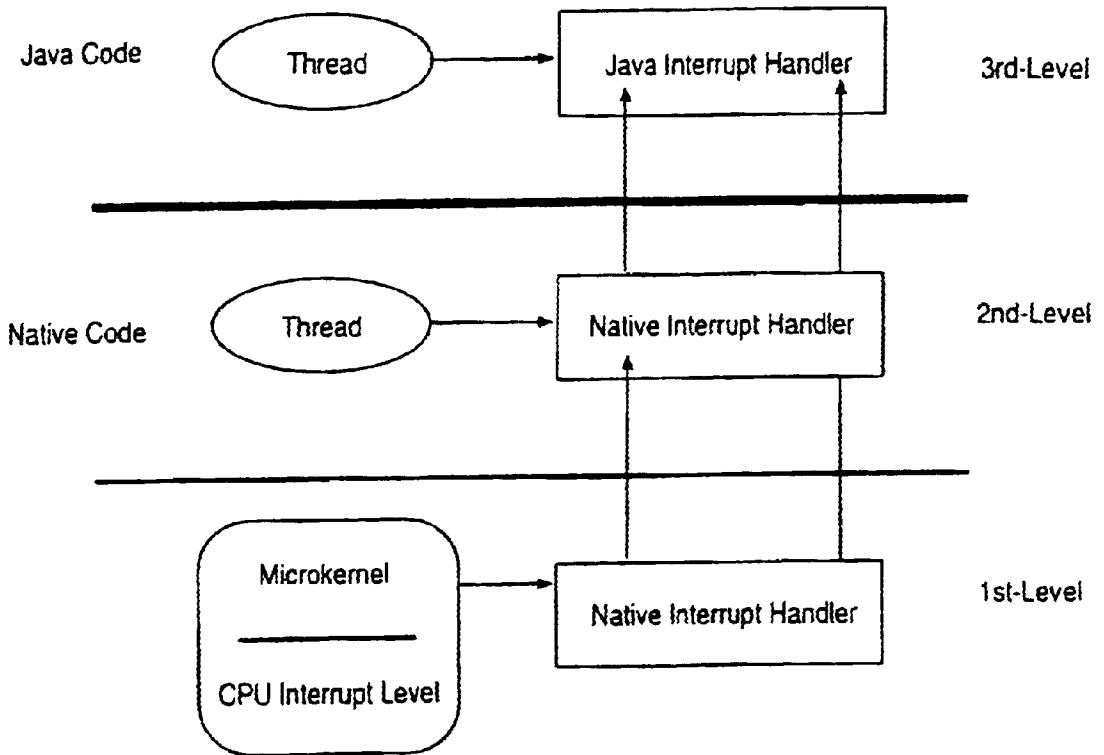 Java Code
Thread
Java Interrupt Handler
3rd-Level
Native Code
Thread
Native Interrupt Handler
2nd-Level
Microkernel
CPU Interrupt Level
Native Interrupt Handler
1st-Level